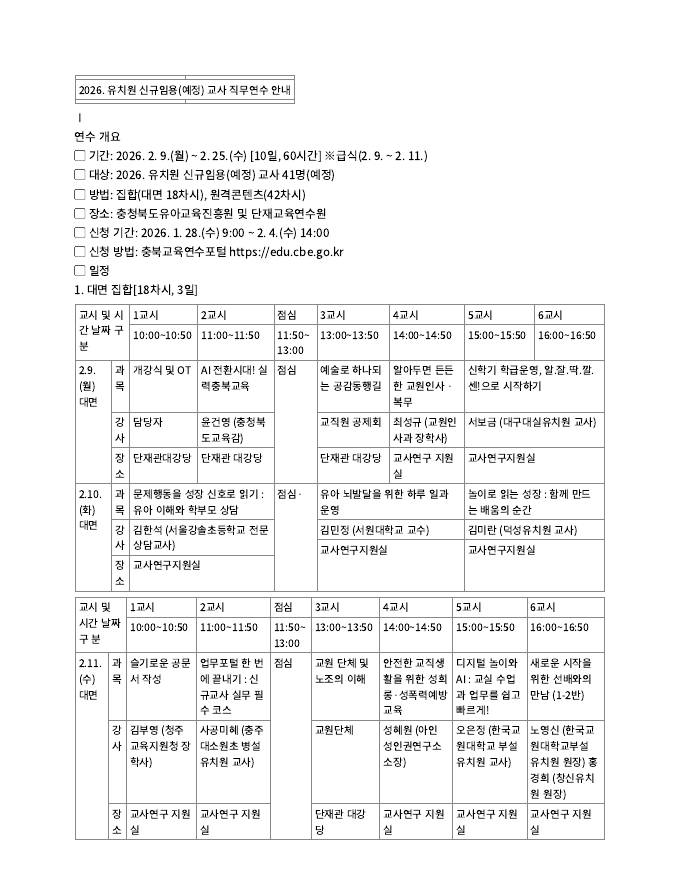 2026. 유치원 신규임용(예정) 교사 직무연수 안내
Ⅰ
연수 개요
□ 기간: 2026. 2. 9.(월) ~ 2. 25.(수) [10일, 60시간] ※급식(2. 9. ~ 2. 11.)
□ 대상: 2026. 유치원 신규임용(예정) 교사 41명(예정)
□ 방법: 집합(대면 18차시), 원격콘텐츠(42차시)
□ 장소: 충청북도유아교육진흥원 및 단재교육연수원
□ 신청 기간: 2026. 1. 28.(수) 9:00 ~ 2. 4.(수) 14:00
□ 신청 방법: 충북교육연수포털 https://edu.cbe.go.kr
□ 일정
1. 대면 집합[18차시, 3일]
교시 및 시간 날짜 구분 1교시 2교시 점심 3교시 4교시 5교시 6교시
10:00~10:50 11:00~11:50 11:50~13:00 13:00~13:50 14:00~14:50 15:00~15:50 16:00~16:50
2.9.(월) 대면 과목 개강식 및 OT AI 전환시대! 실력충북교육 점심 예술로 하나되는 공감동행길 알아두면 든든한 교원인사·복무 신학기 학급운영, 알.잘.딱.깔.센!으로 시작하기
강사 담당자 윤건영 (충청북도교육감) 교직원 공제회 최성규 (교원인사과 장학사) 서보금 (대구대실유치원 교사)
장소 단재관대강당 단재관 대강당 단재관 대강당 교사연구 지원실 교사연구지원실
2.10.(화) 대면 과목 문제행동을 성장 신호로 읽기 : 유아 이해와 학부모 상담 점심· 유아 뇌발달을 위한 하루 일과 운영 놀이로 읽는 성장 : 함께 만드는 배움의 순간
강사 김한석 (서울강솔초등학교 전문상담교사) 김민정 (서원대학교 교수) 김미란 (덕성유치원 교사)
장소 교사연구지원실 교사연구지원실 교사연구지원실
교시 및 시간 날짜 구 분 1교시 2교시 점심 3교시 4교시 5교시 6교시
10:00~10:50 11:00~11:50 11:50~13:00 13:00~13:50 14:00~14:50 15:00~15:50 16:00~16:50
2.11.(수) 대면 과목 슬기로운 공문서 작성 업무포털 한 번에 끝내기 : 신규교사 실무 필수 코스 점심 교원 단체 및 노조의 이해 안전한 교직생활을 위한 성희롱·성폭력예방교육 디지털 놀이와 AI : 교실 수업과 업무를 쉽고 빠르게! 새로운 시작을 위한 선배와의 만남 (1-2반)
강사 김부영 (청주교육지원청 장학사) 사공미혜 (충주대소원초 병설유치원 교사) 교원단체 성혜원 (아인성인권연구소 소장) 오은정 (한국교원대학교 부설유치원 교사) 노영신 (한국교원대학교부설유치원 원장) 홍경희 (창신유치원 원장)
장소 교사연구 지원실 교사연구 지원실 단재관 대강당 교사연구 지원실 교사연구 지원실 교사연구 지원실